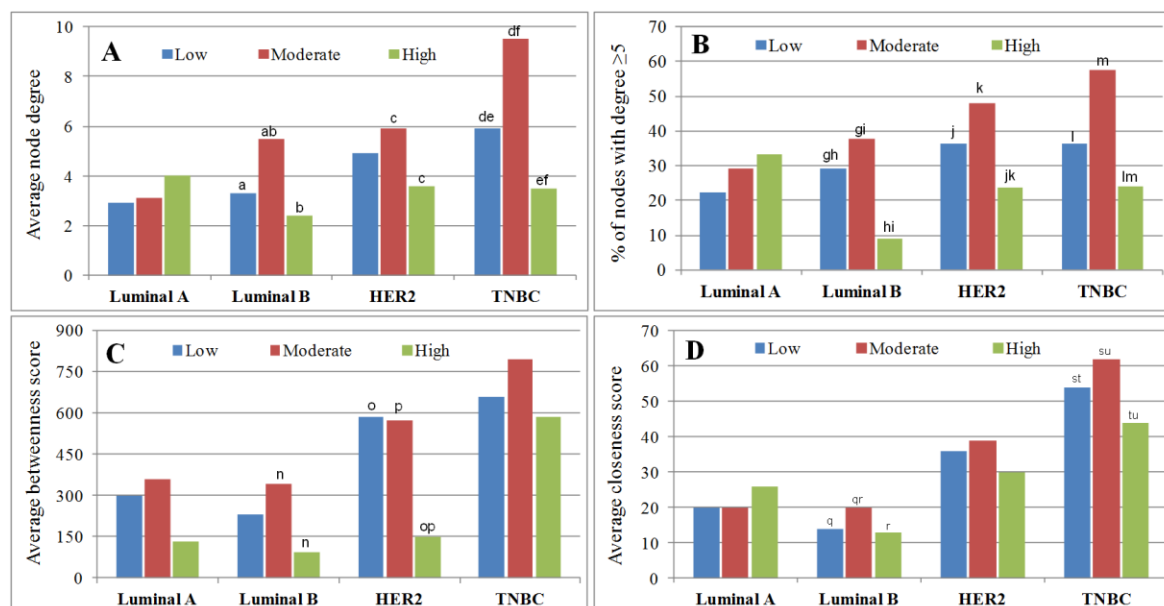 A
Low Moderate High
Average node degree
10
8
6
4
2
0
a ab b
c c
de df ef
Luminal A Luminal B HER2 TNBC
B
Low Moderate High
% of nodes with degree ≥5
70
60
50
40
30
20
10
0
gh gi hi
j k jk
l m lm
Luminal A Luminal B HER2 TNBC
C
Low Moderate High
Average betweenness score
900
750
600
450
300
150
0
n n
o p op
Luminal A Luminal B HER2 TNBC
D
Low Moderate High
Average closeness score
70
60
50
40
30
20
10
0
q qr r
st su tu
Luminal A Luminal B HER2 TNBC